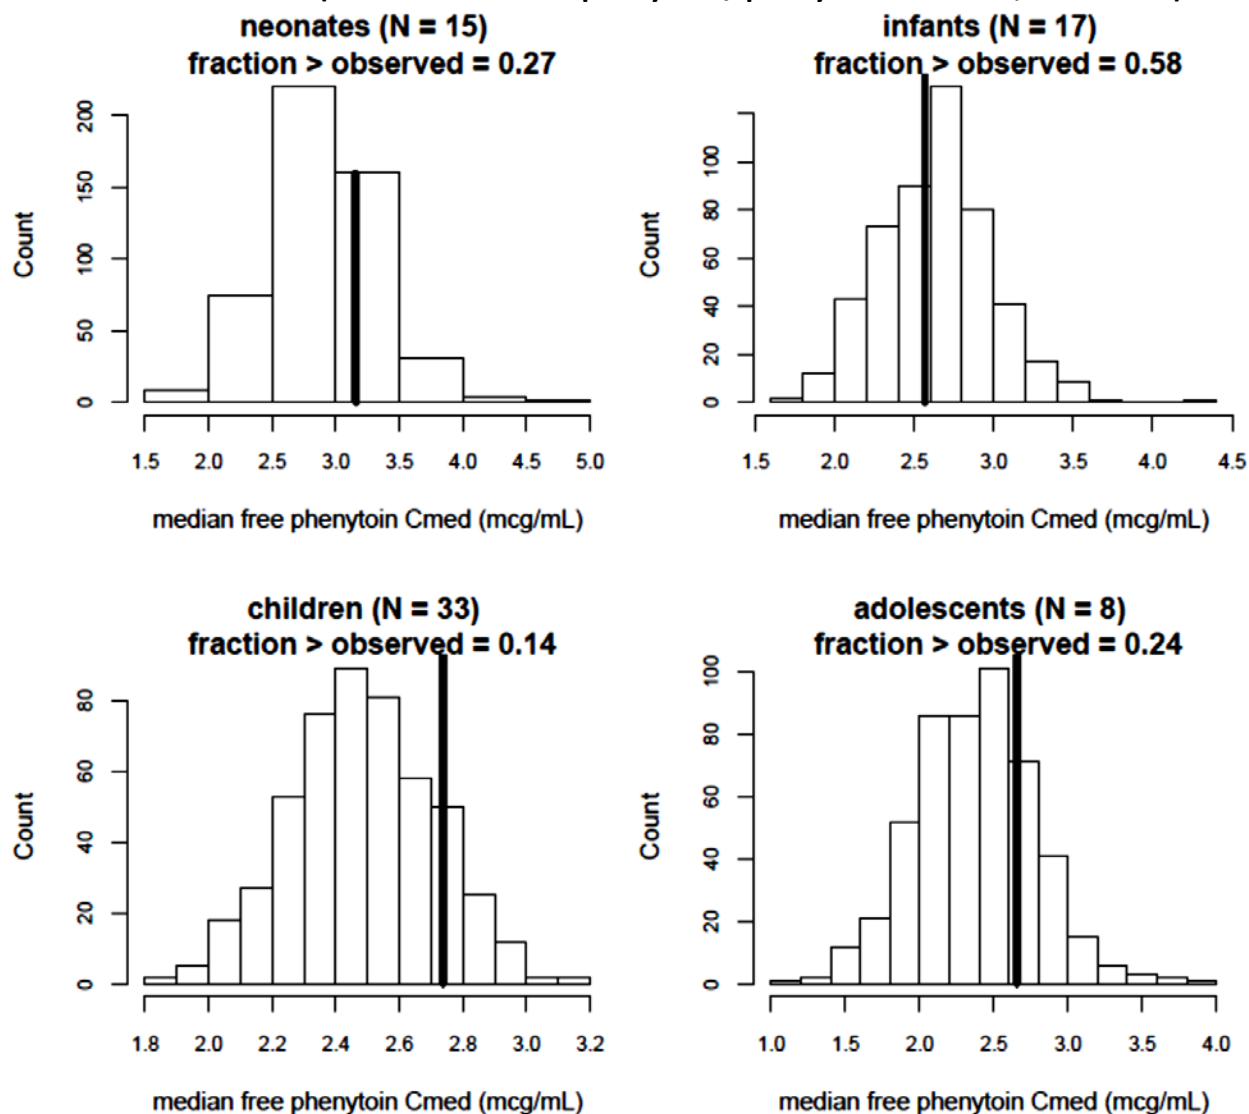 neonates (N = 15)
fraction > observed = 0.27
Count
0
50
100
150
200
1.5 2.0 2.5 3.0 3.5 4.0 4.5 5.0
median free phenytoin Cmed (mcg/mL)
infants (N = 17)
fraction > observed = 0.58
Count
0
20
40
60
80
100
1.5 2.0 2.5 3.0 3.5 4.0 4.5
median free phenytoin Cmed (mcg/mL)
children (N = 33)
fraction > observed = 0.14
Count
0
20
40
60
80
1.8 2.0 2.2 2.4 2.6 2.8 3.0 3.2
median free phenytoin Cmed (mcg/mL)
adolescents (N = 8)
fraction > observed = 0.24
Count
0
20
40
60
80
100
1.0 1.5 2.0 2.5 3.0 3.5 4.0
median free phenytoin Cmed (mcg/mL)